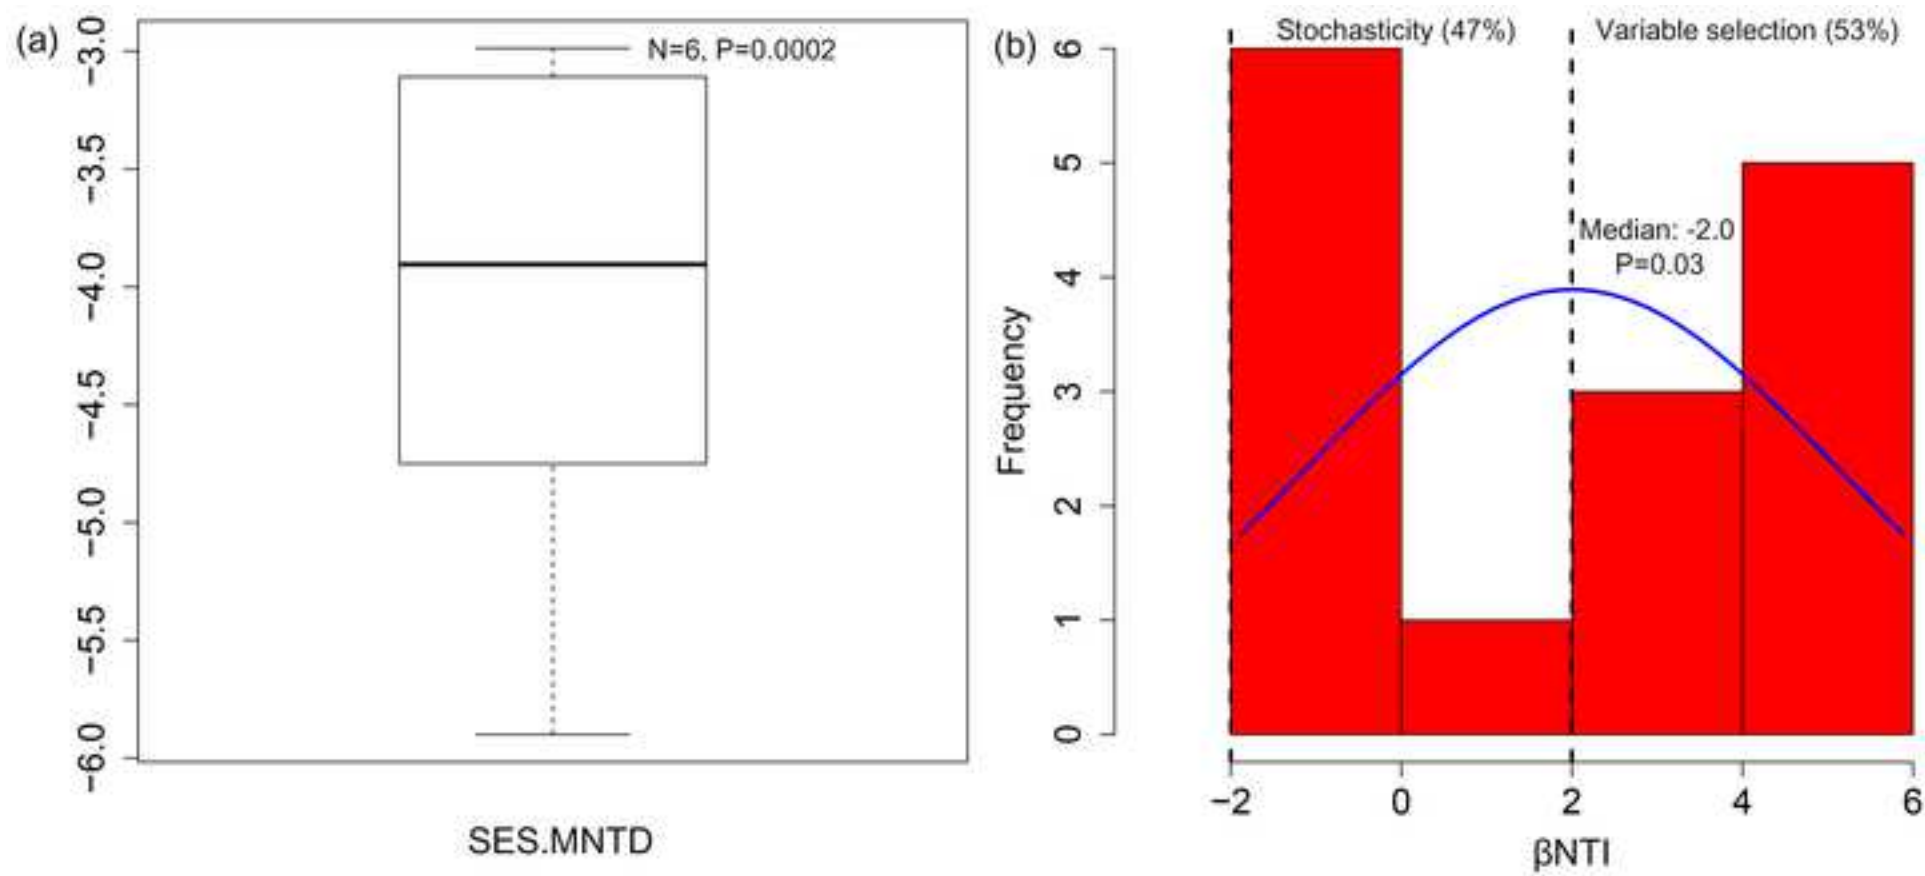 (a)
N=6, P=0.0002
−3.0
−3.5
−4.0
−4.5
−5.0
−5.5
−6.0
SES.MNTD
(b)
Stochasticity (47%)
Variable selection (53%)
Median: -2.0
P=0.03
Frequency
6
5
4
3
2
1
0
−2
0
2
4
6
βNTI